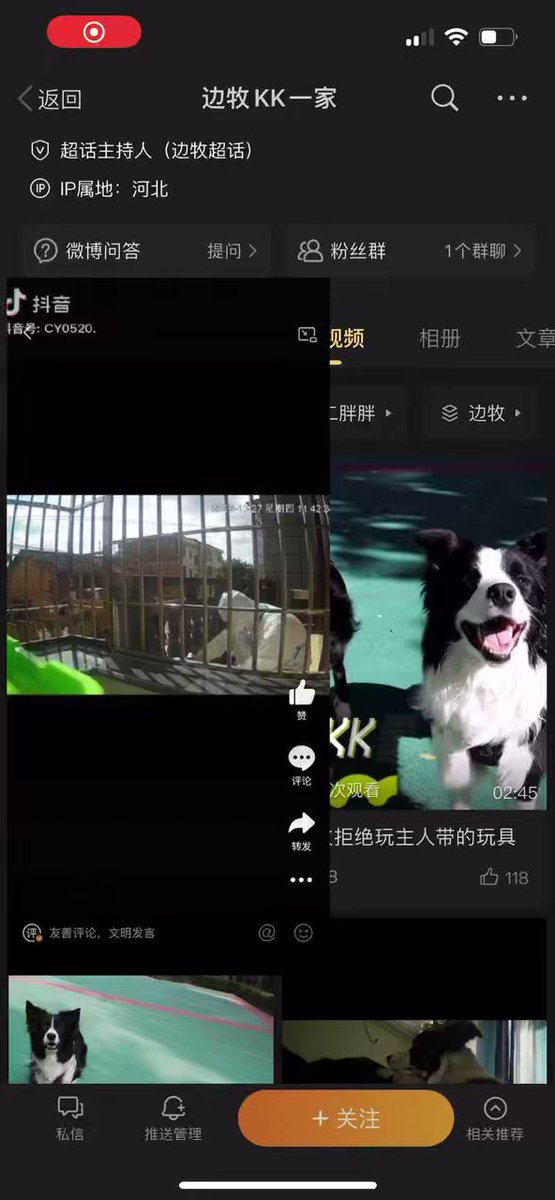 返回
边牧KK一家
超话主持人（边牧超话）
IP
IP属地：河北
微博问答
提问
粉丝群
1个群聊
抖音
抖音号: CY0520.
视频
相册
文章
二胖胖
边牧
27 星期四 11:42:3
赞
评论
转发
KK
次观看
02:45
拒绝玩主人带的玩具
118
评
友善评论，文明发言
@
私信
推送管理
+关注
相关推荐